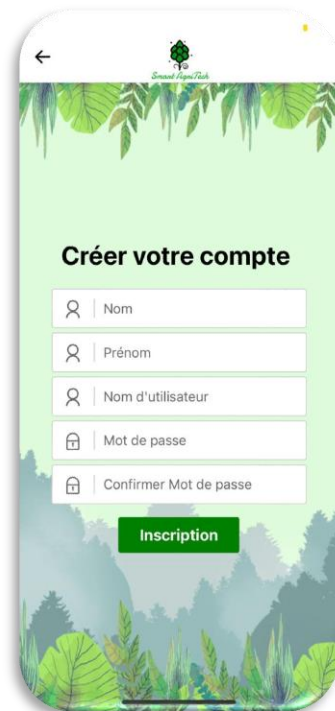 Smart AgriTech
Créer votre compte
Nom
Prénom
Nom d'utilisateur
Mot de passe
Confirmer Mot de passe
Inscription